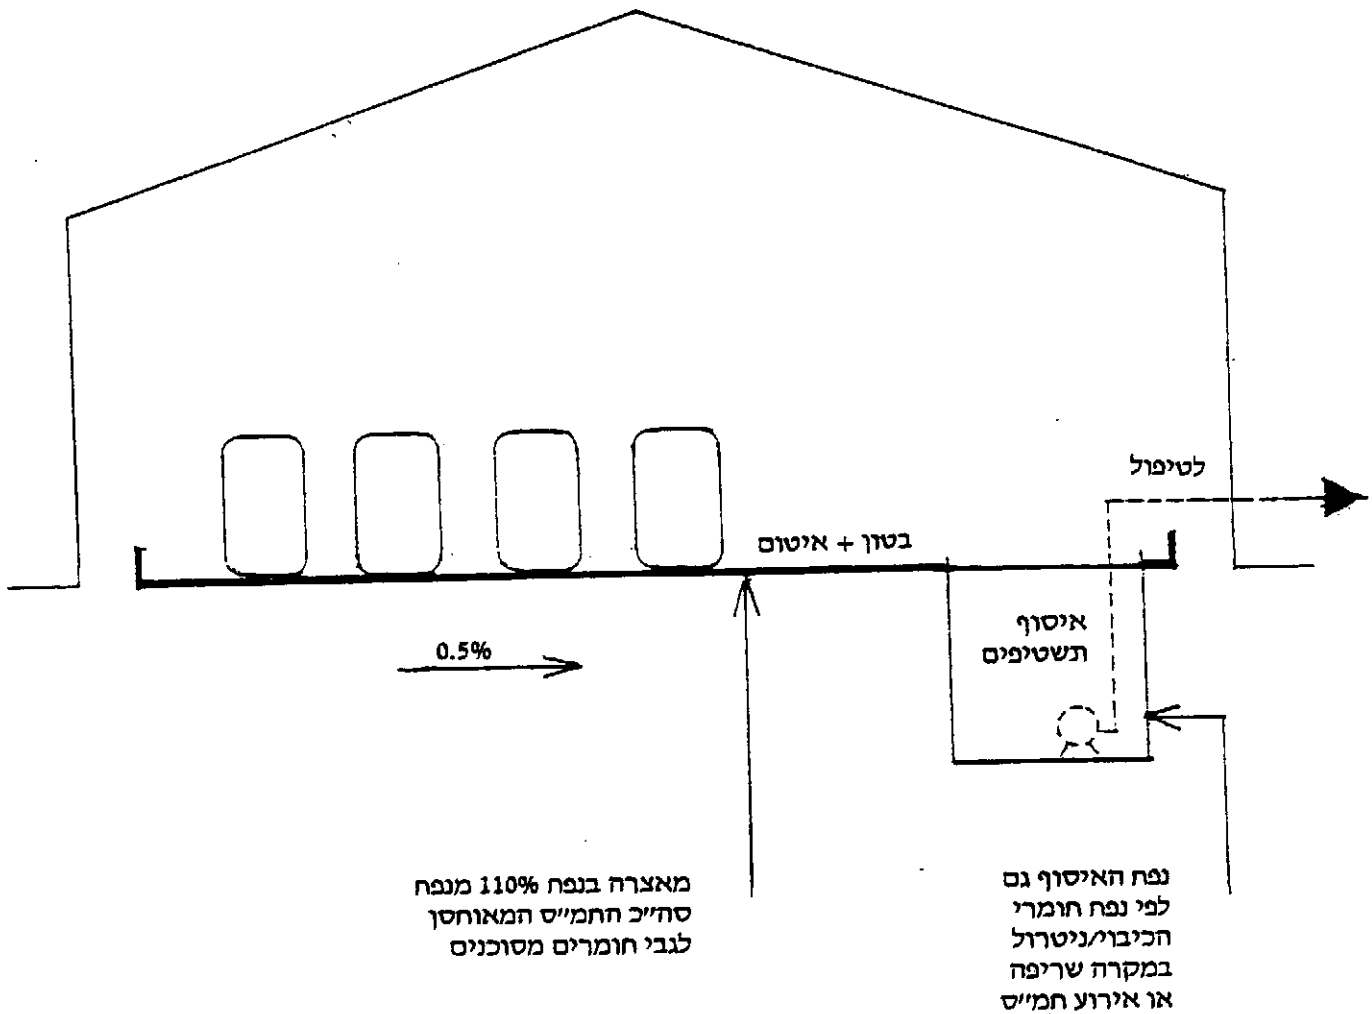 לטיפול
בטון + איטום
איסוף
תשטיפים
0.5%
מאצרה בנפח 110% מנפח
סה״כ החמ״ס המאוחסן
לגבי חומרים מסוכנים
נפח האיסוף גם
לפי נפח חומרי
הכיבוי/ניטרול
במקרה שריפה
או אירוע חמ״ס